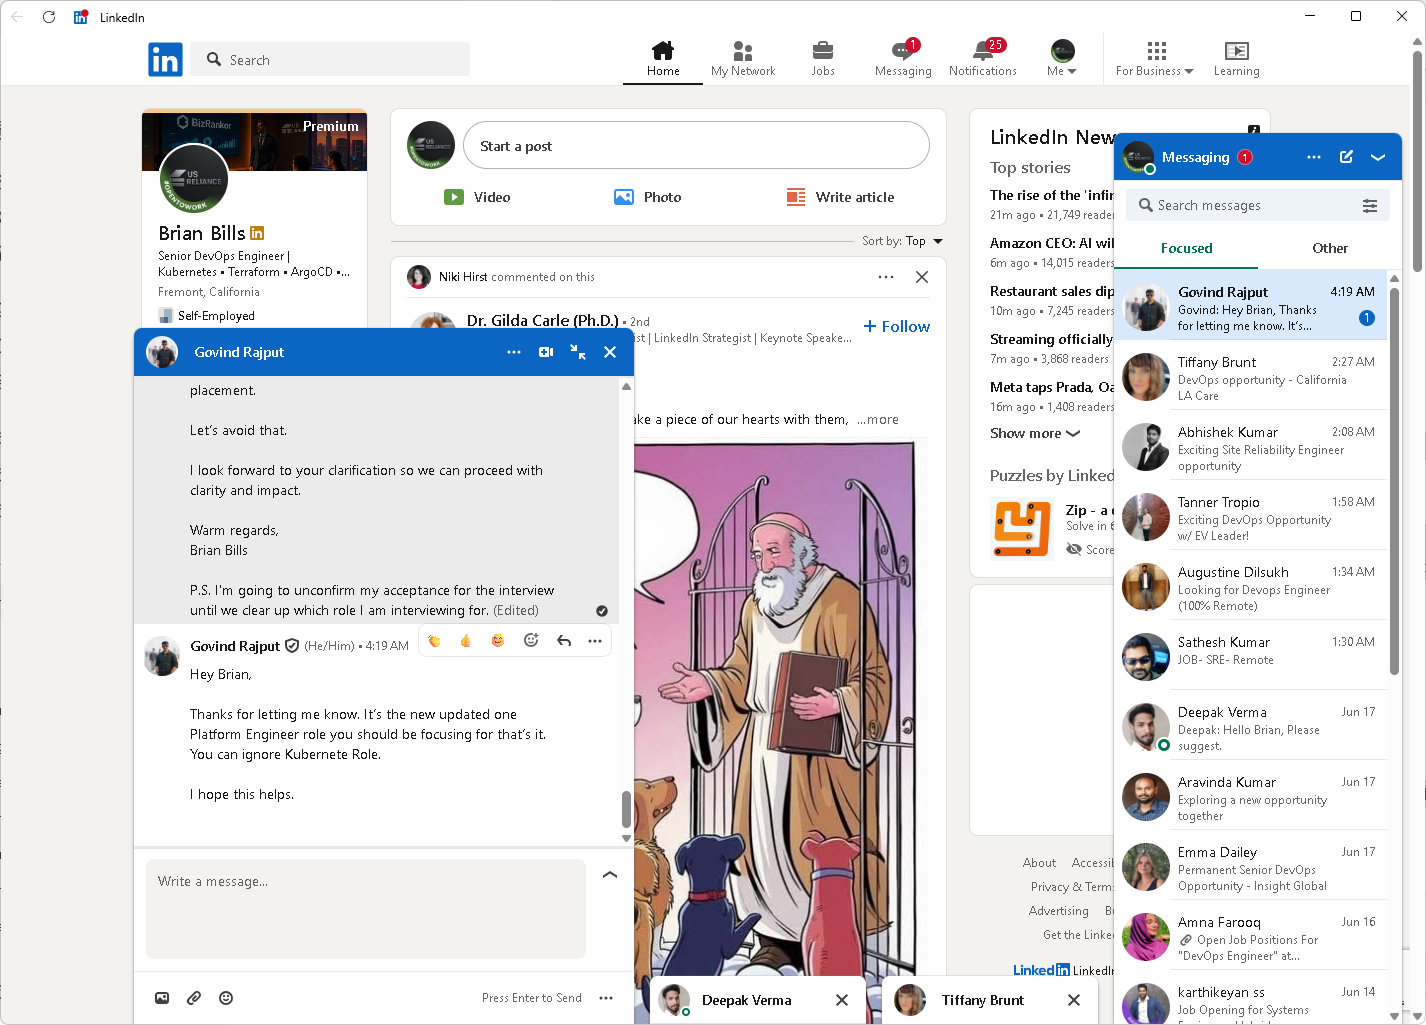 LinkedIn
Search
Home
My Network
Jobs
1
Messaging
25
Notifications
Me
For Business
Learning
BizRanker
Premium
US RELIANCE
#OPENTOWORK
Brian Bills
Senior DevOps Engineer |
Kubernetes • Terraform • ArgoCD •...
Fremont, California
Self-Employed
Start a post
Video
Photo
Write article
Sort by: Top
Niki Hirst commented on this
Dr. Gilda Carle (Ph.D.) • 2nd
ist | LinkedIn Strategist | Keynote Speake...
+ Follow
ake a piece of our hearts with them, ...more
Govind Rajput
placement.
Let's avoid that.
I look forward to your clarification so we can proceed with
clarity and impact.
Warm regards,
Brian Bills
P.S. I'm going to unconfirm my acceptance for the interview
until we clear up which role I am interviewing for. (Edited)
Govind Rajput (He/Him) • 4:19 AM
Hey Brian,
Thanks for letting me know. It's the new updated one
Platform Engineer role you should be focusing for that's it.
You can ignore Kubernete Role.
I hope this helps.
Write a message...
Press Enter to Send
Deepak Verma
Tiffany Brunt
LinkedIn New
Top stories
The rise of the 'infin
21m ago • 21,749 reader
Amazon CEO: AI wil
6m ago • 14,015 readers
Restaurant sales dip
10m ago • 7,245 readers
Streaming officially
7m ago • 3,868 readers
Meta taps Prada, Oa
16m ago • 1,408 readers
Show more
Puzzles by Linked
Zip - a
Solve in 6
Score
About Accessib
Privacy & Terms
Advertising Bu
Get the Linke
LinkedIn LinkedIn
Messaging 1
Search messages
Focused
Other
Govind Rajput 4:19 AM
Govind: Hey Brian, Thanks
for letting me know. It's... 1
Tiffany Brunt 2:27 AM
DevOps opportunity - California
LA Care
Abhishek Kumar 2:08 AM
Exciting Site Reliability Engineer
opportunity
Tanner Tropio 1:58 AM
Exciting DevOps Opportunity
w/ EV Leader!
Augustine Dilsukh 1:34 AM
Looking for Devops Engineer
(100% Remote)
Sathesh Kumar 1:30 AM
JOB- SRE- Remote
Deepak Verma Jun 17
Deepak: Hello Brian, Please
suggest.
Aravinda Kumar Jun 17
Exploring a new opportunity
together
Emma Dailey Jun 17
Permanent Senior DevOps
Opportunity - Insight Global
Amna Farooq Jun 16
Open Job Positions For
"DevOps Engineer" at...
karthikeyan ss Jun 14
Job Opening for Systems